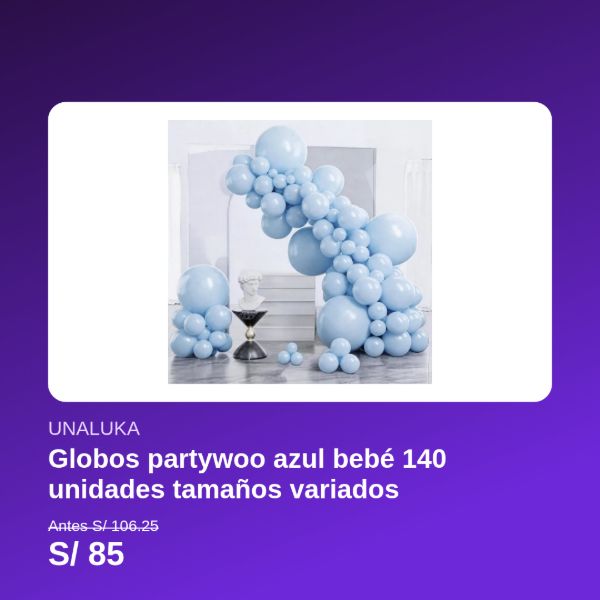 UNALUKA
Globos partywoo azul bebé 140
unidades tamaños variados
Antes S/ 106.25
S/ 85